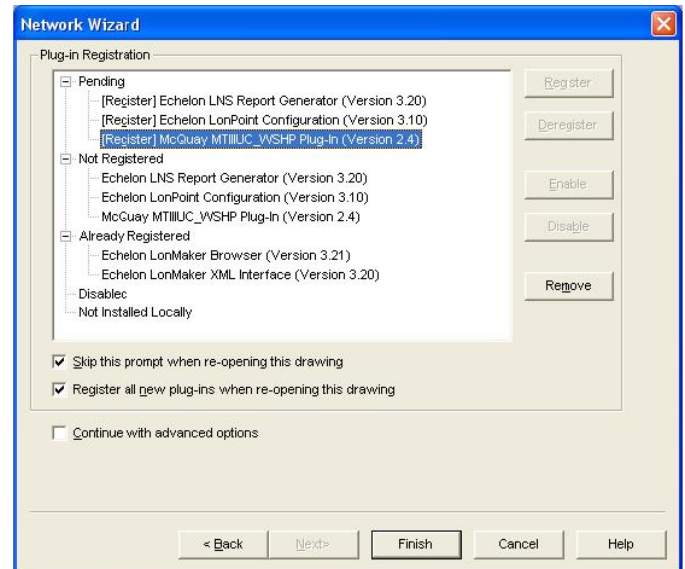 Network Wizard
Plug-in Registration
Pending
[Register] Echelon LNS Report Generator (Version 3.20)
[Register] Echelon LonPoint Configuration (Version 3.10)
[Register] McQuay MTIIIUC_WSHP Plug-In (Version 2.4)
Not Registered
Echelon LNS Report Generator (Version 3.20)
Echelon LonPoint Configuration (Version 3.10)
McQuay MTIIIUC_WSHP Plug-In (Version 2.4)
Already Registered
Echelon LonMaker Browser (Version 3.21)
Echelon LonMaker XML Interface (Version 3.20)
Disabled
Not Installed Locally
Register
Deregister
Enable
Disable
Remove
Skip this prompt when re-opening this drawing
Register all new plug-ins when re-opening this drawing
Continue with advanced options
< Back Next> Finish Cancel Help